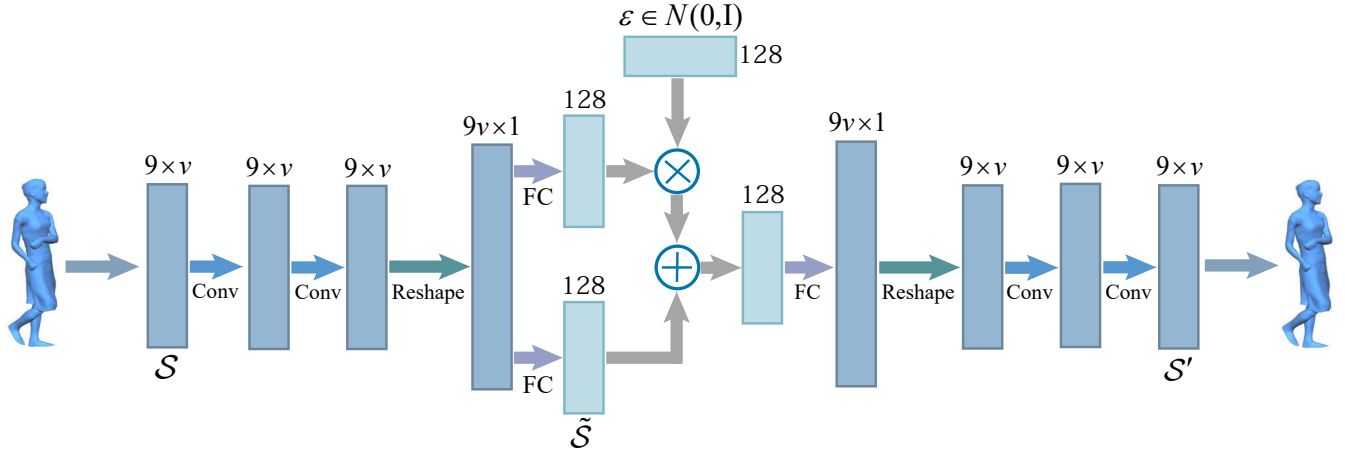 ε ∈ N(0,I)
128
128
9v×1
9v×1
9×v
9×v
9×v
9×v
9×v
9×v
FC
128
Conv
Conv
Reshape
128
FC
Reshape
Conv
Conv
S
FC
S̃
S′